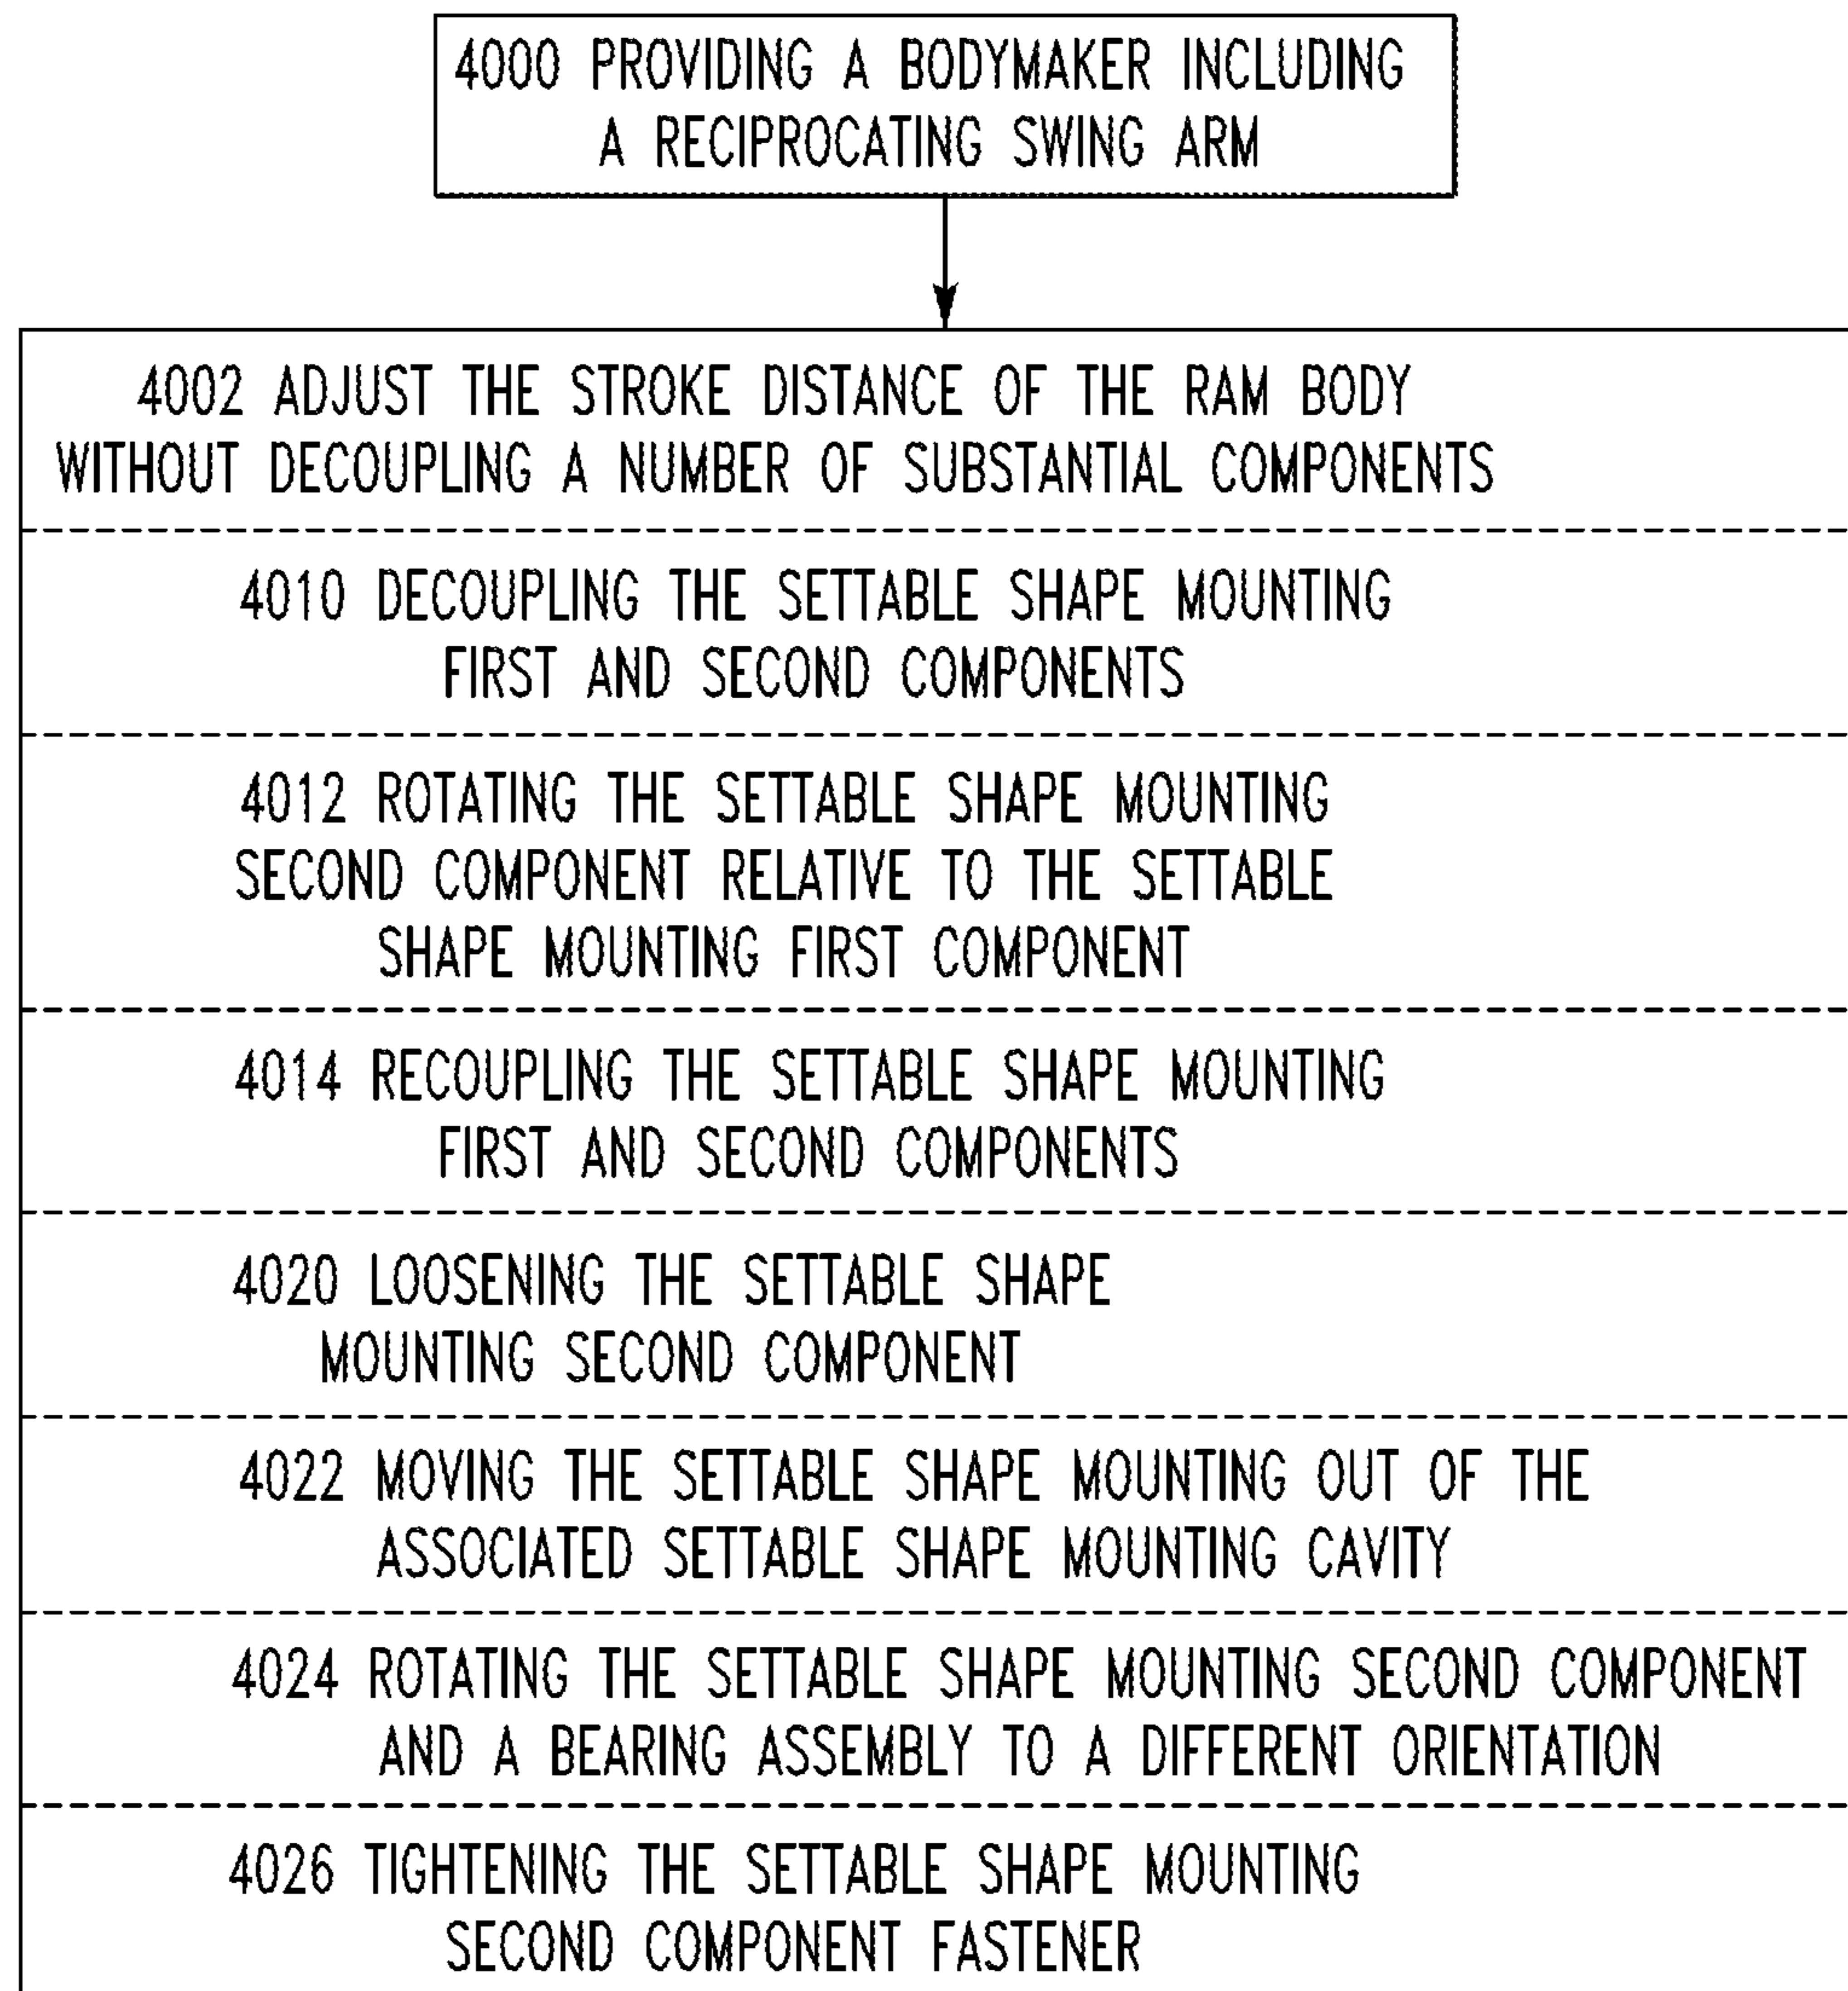 4000 PROVIDING A BODYMAKER INCLUDING
A RECIPROCATING SWING ARM
4002 ADJUST THE STROKE DISTANCE OF THE RAM BODY
WITHOUT DECOUPLING A NUMBER OF SUBSTANTIAL COMPONENTS
4010 DECOUPLING THE SETTABLE SHAPE MOUNTING
FIRST AND SECOND COMPONENTS
4012 ROTATING THE SETTABLE SHAPE MOUNTING
SECOND COMPONENT RELATIVE TO THE SETTABLE
SHAPE MOUNTING FIRST COMPONENT
4014 RECOUPLING THE SETTABLE SHAPE MOUNTING
FIRST AND SECOND COMPONENTS
4020 LOOSENING THE SETTABLE SHAPE
MOUNTING SECOND COMPONENT
4022 MOVING THE SETTABLE SHAPE MOUNTING OUT OF THE
ASSOCIATED SETTABLE SHAPE MOUNTING CAVITY
4024 ROTATING THE SETTABLE SHAPE MOUNTING SECOND COMPONENT
AND A BEARING ASSEMBLY TO A DIFFERENT ORIENTATION
4026 TIGHTENING THE SETTABLE SHAPE MOUNTING
SECOND COMPONENT FASTENER